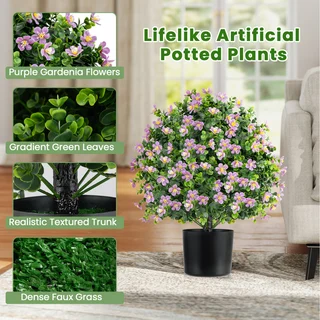 Lifelike Artificial
Potted Plants
Purple Gardenia Flowers
Gradient Green Leaves
Realistic Textured Trunk
Dense Faux Grass